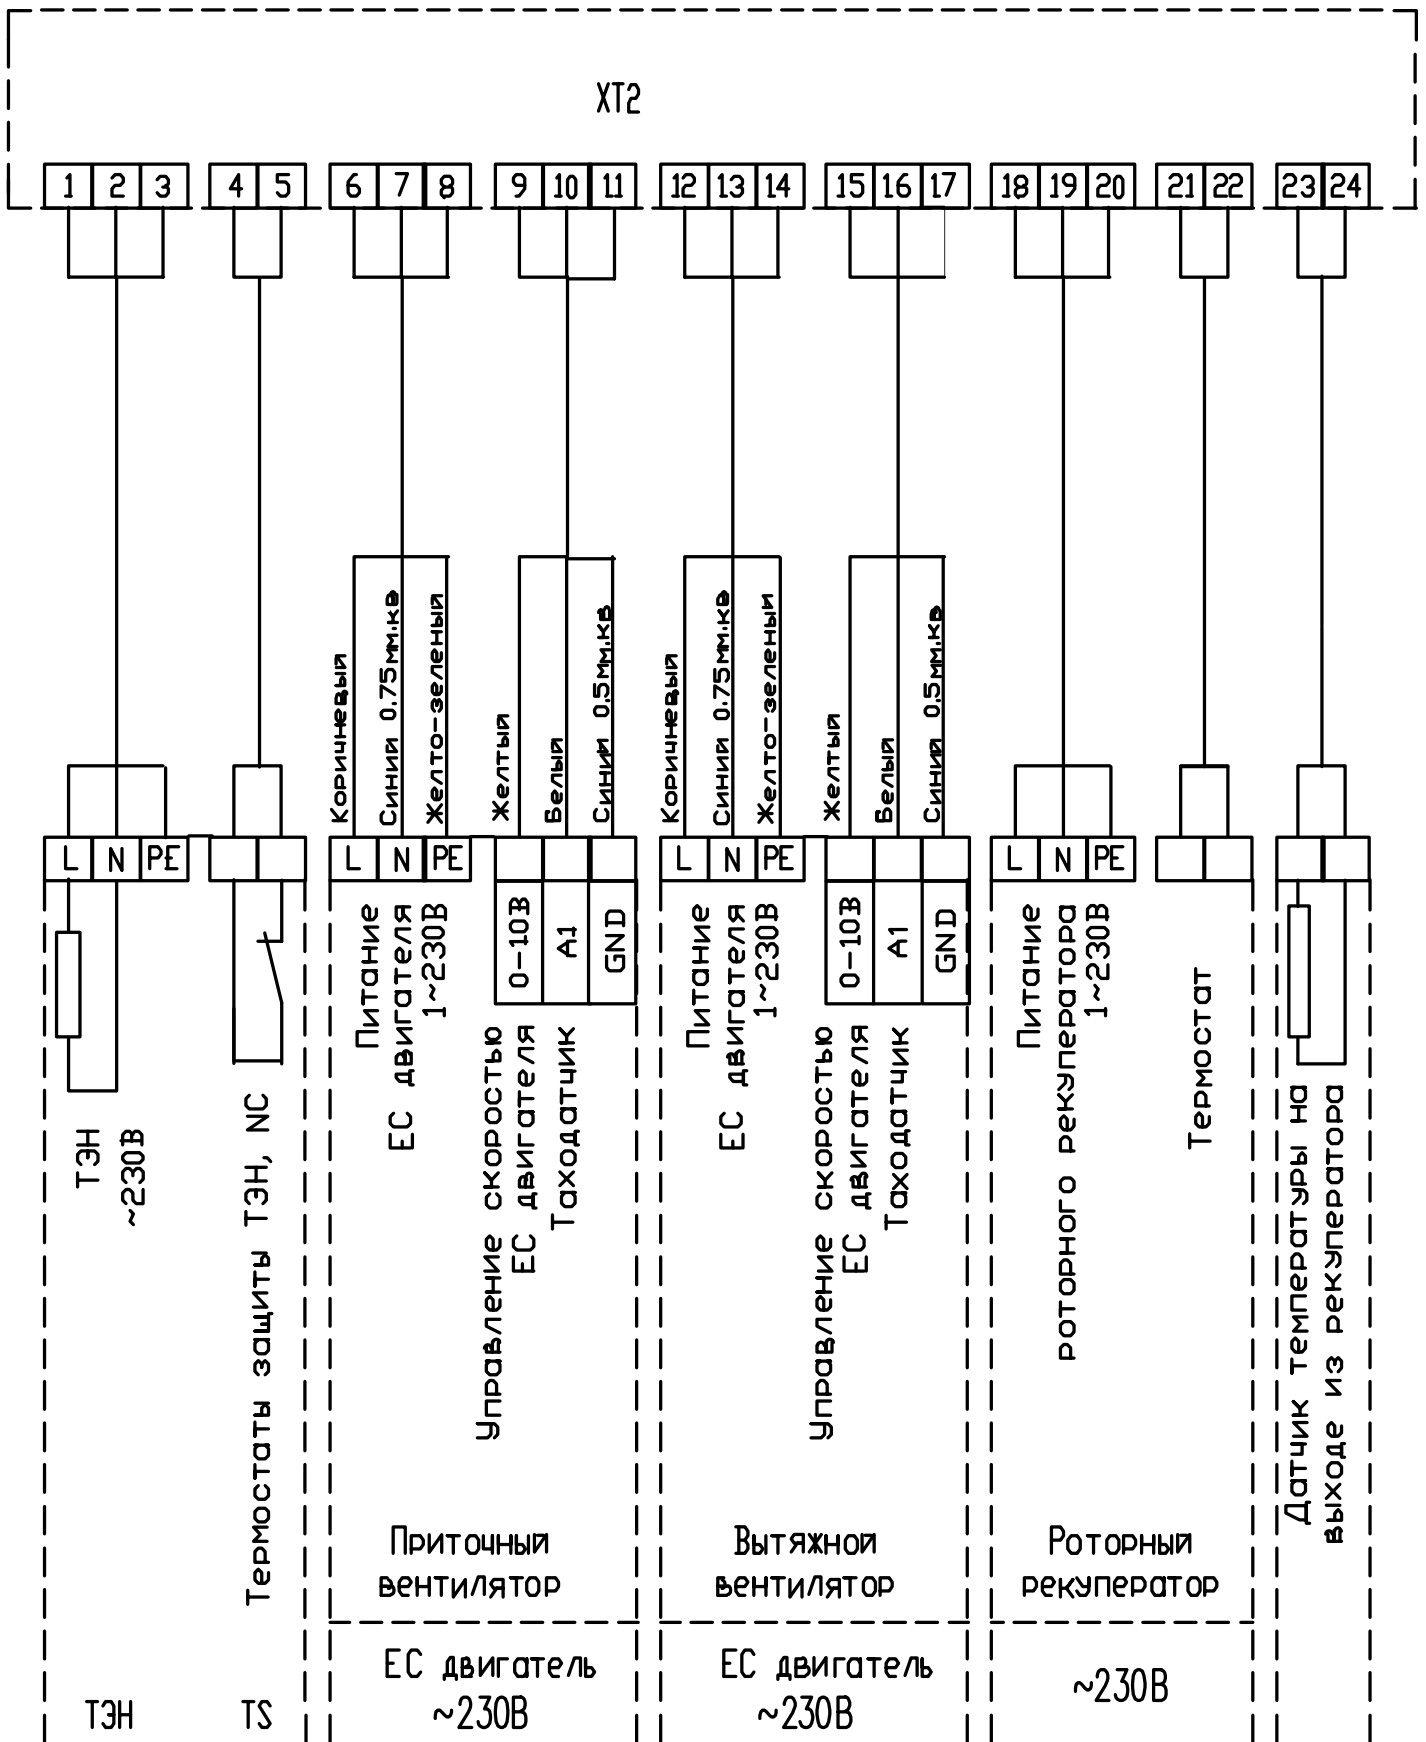 XT2
1 2 3 4 5 6 7 8 9 10 11 12 13 14 15 16 17 18 19 20 21 22 23 24
Коричневый
Синий 0.75мм.кв
Желто-зеленый
Желтый
Белый
Синий 0,5мм.кв
Коричневый
Синий 0.75мм.кв
Желто-зеленый
Желтый
Белый
Синий 0,5мм.кв
L N PE L N PE L N PE L N PE
0-10В
А1
GND
0-10В
А1
GND
ТЭН
~230В
Термостаты защиты ТЭН, NC
Питание
ЕС двигателя
1~230В
Управление скоростью
ЕС двигателя
Таходатчик
Питание
ЕС двигателя
1~230В
Управление скоростью
ЕС двигателя
Таходатчик
Питание
роторного рекуператора
1~230В
Термостат
Датчик температуры на
выходе из рекуператора
Приточный
вентилятор
Вытяжной
вентилятор
Роторный
рекуператор
ТЭН
TS
ЕС двигатель
~230В
ЕС двигатель
~230В
~230В